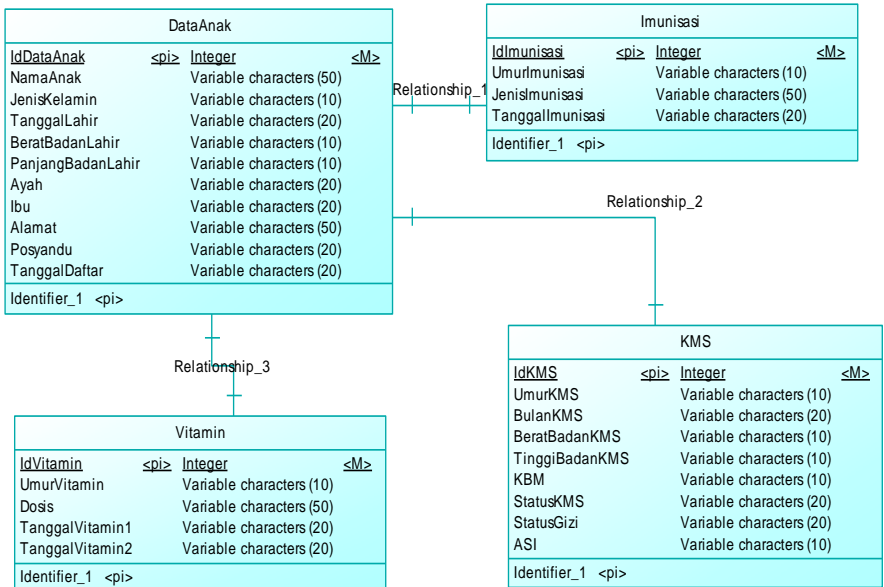 DataAnak
IdDataAnak <pi> Integer <M>
NamaAnak Variable characters (50)
JenisKelamin Variable characters (10)
TanggalLahir Variable characters (20)
BeratBadanLahir Variable characters (10)
PanjangBadanLahir Variable characters (10)
Ayah Variable characters (20)
Ibu Variable characters (20)
Alamat Variable characters (50)
Posyandu Variable characters (20)
TanggalDaftar Variable characters (20)
Identifier_1 <pi>
Relationship_1
Imunisasi
IdImunisasi <pi> Integer <M>
UmurImunisasi Variable characters (10)
JenisImunisasi Variable characters (50)
TanggalImunisasi Variable characters (20)
Identifier_1 <pi>
Relationship_2
Relationship_3
Vitamin
IdVitamin <pi> Integer <M>
UmurVitamin Variable characters (10)
Dosis Variable characters (50)
TanggalVitamin1 Variable characters (20)
TanggalVitamin2 Variable characters (20)
Identifier_1 <pi>
KMS
IdKMS <pi> Integer <M>
UmurKMS Variable characters (10)
BulanKMS Variable characters (20)
BeratBadanKMS Variable characters (10)
TinggiBadanKMS Variable characters (10)
KBM Variable characters (10)
StatusKMS Variable characters (20)
StatusGizi Variable characters (20)
ASI Variable characters (10)
Identifier_1 <pi>